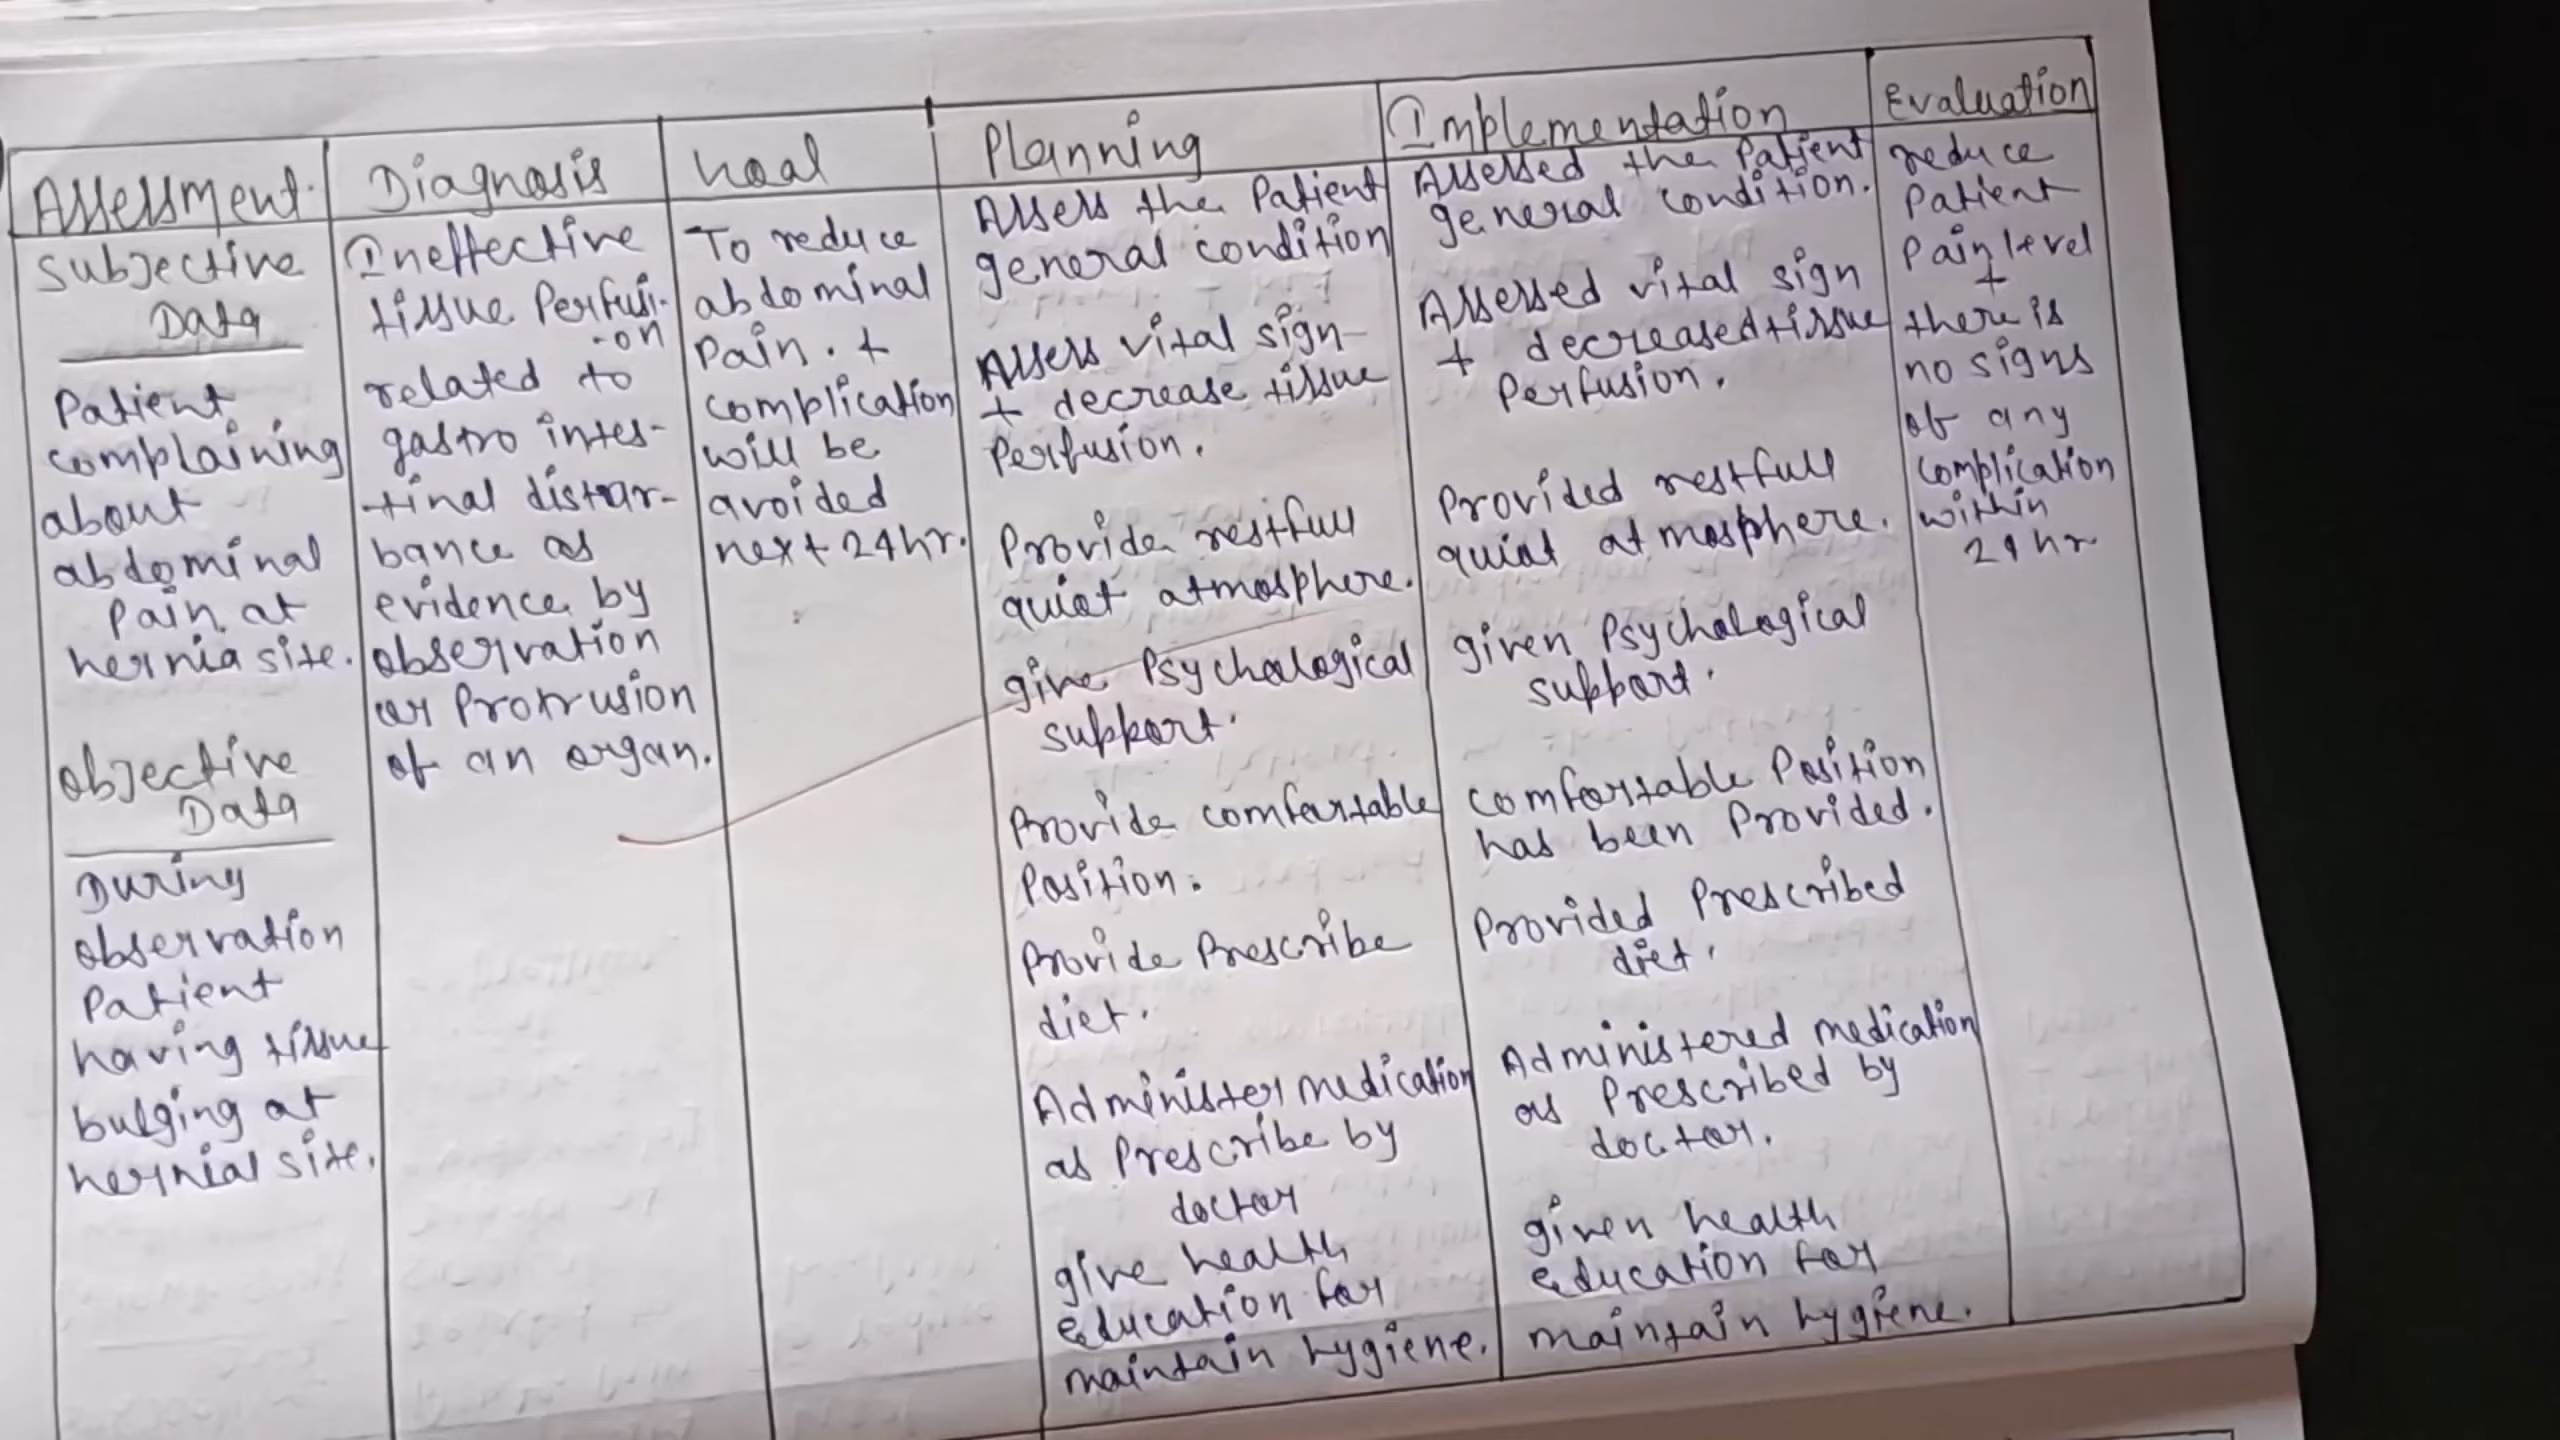 Assessment.
Subjective
Data
Patient
complaining
about
abdominal
Pain at
hernia site.
Objective
Data
During
observation
Patient
having tissue
bulging at
hernial site.
Diagnosis
Ineffective
tissue Perfusi-
-on
related to
gastro intes-
tinal distur-
bance as
evidence by
observation
or Protrusion
of an organ.
Goal
To reduce
abdominal
Pain. +
complication
will be
avoided
next 24hr.
Planning
Assess the Patient
general condition
Assess vital sign
+ decrease tissue
Perfusion.
Provide restfull
quiet atmosphere.
give Psychological
support.
Provide comfortable
Position.
Provide Prescribe
diet.
Administer medication
as Prescribe by
doctor
give health
education for
maintain hygiene.
Implementation
Assessed the Patient
general condition.
Assessed vital sign
+ decreased tissue
Perfusion.
Provided restfull
quiet atmosphere.
given Psychological
support.
comfortable Position
has been Provided.
Provided Prescribed
diet.
Administered medication
as Prescribed by
doctor.
given health
education for
maintain hygiene.
Evaluation
reduce
Patient
Pain level
+
there is
no signs
of any
complication
within
24 hr